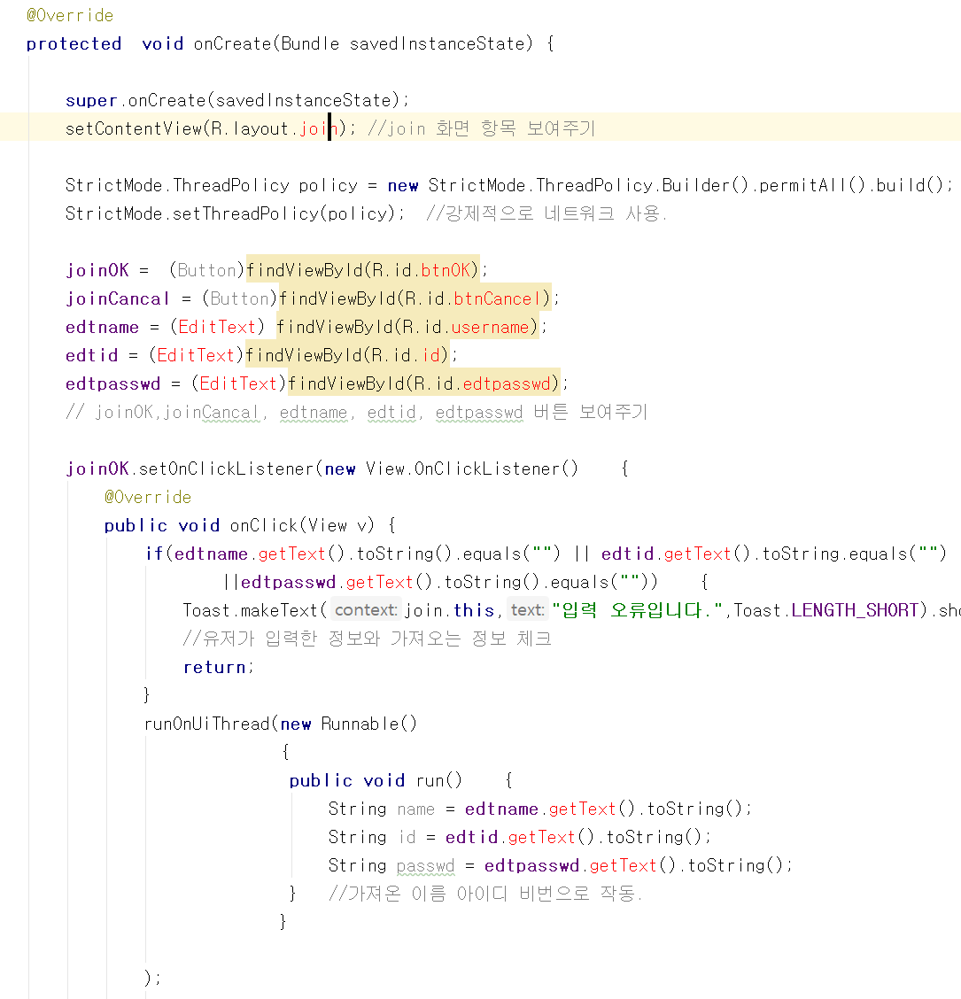 @Override
protected  void onCreate(Bundle savedInstanceState) {
super.onCreate(savedInstanceState);
setContentView(R.layout.join); //join 화면 항목 보여주기
StrictMode.ThreadPolicy policy = new StrictMode.ThreadPolicy.Builder().permitAll().build();
StrictMode.setThreadPolicy(policy);  //강제적으로 네트워크 사용.
joinOK =  (Button)findViewById(R.id.btnOK);
joinCancal = (Button)findViewById(R.id.btnCancel);
edtname = (EditText) findViewById(R.id.username);
edtid = (EditText)findViewById(R.id.id);
edtpasswd = (EditText)findViewById(R.id.edtpasswd);
// joinOK,joinCancal, edtname, edtid, edtpasswd 버튼 보여주기
joinOK.setOnClickListener(new View.OnClickListener()    {
@Override
public void onClick(View v) {
if(edtname.getText().toString().equals("") || edtid.getText().toString.equals("")
||edtpasswd.getText().toString().equals(""))    {
Toast.makeText( context: join.this, text: "입력 오류입니다.",Toast.LENGTH_SHORT).sho
//유저가 입력한 정보와 가져오는 정보 체크
return;
}
runOnUiThread(new Runnable()
{
public void run()    {
String name = edtname.getText().toString();
String id = edtid.getText().toString();
String passwd = edtpasswd.getText().toString();
}   //가져온 이름 아이디 비번으로 작동.
}
);